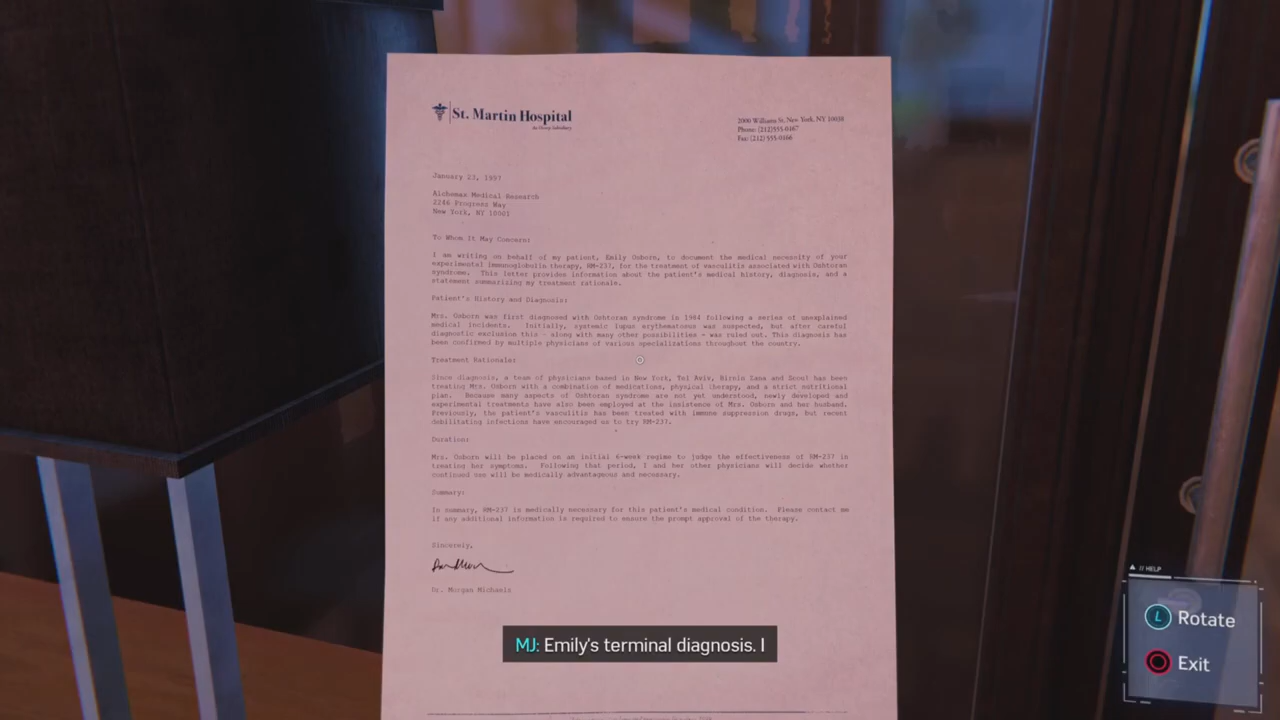 St. Martin Hospital
An Oscorp Subsidiary
2000 William St. New York, NY 10038
Phone: (212)555-0167
Fax: (212) 555-0166
January 23, 1997
Alchemax Medical Research
2246 Progress Way
New York, NY 10001
To Whom It May Concern:
I am writing on behalf of my patient, Emily Osborn, to document the medical necessity of your
experimental immunoglobulin therapy, RM-237, for the treatment of vasculitis associated with Oshtoran
syndrome. This letter provides information about the patient's medical history, diagnosis, and a
statement summarizing my treatment rationale.
Patient's History and Diagnosis:
Mrs. Osborn was first diagnosed with Oshtoran syndrome in 1984 following a series of unexplained
medical incidents. Initially, systemic lupus erythematosus was suspected, but after careful
diagnostic exclusion this - along with many other possibilities - was ruled out. This diagnosis has
been confirmed by multiple physicians of various specializations throughout the country.
Treatment Rationale:
Since diagnosis, a team of physicians based in New York, Tel Aviv, Birnin Zana and Seoul has been
treating Mrs. Osborn with a combination of medications, physical therapy, and a strict nutritional
plan. Because many aspects of Oshtoran syndrome are not yet understood, newly developed and
experimental treatments have also been employed at the insistence of Mrs. Osborn and her husband.
Previously, the patient's vasculitis has been treated with immune suppression drugs, but recent
debilitating infections have encouraged us to try RM-237.
Duration:
Mrs. Osborn will be placed on an initial 6-week regime to judge the effectiveness of RM-237 in
treating her symptoms. Following that period, I and her other physicians will decide whether
continued use will be medically advantageous and necessary.
Summary:
In summary, RM-237 is medically necessary for this patient's medical condition. Please contact me
if any additional information is required to ensure the prompt approval of the therapy.
Sincerely,
Dr. Morgan Michaels
MJ: Emily's terminal diagnosis. I
// HELP
L Rotate
Exit